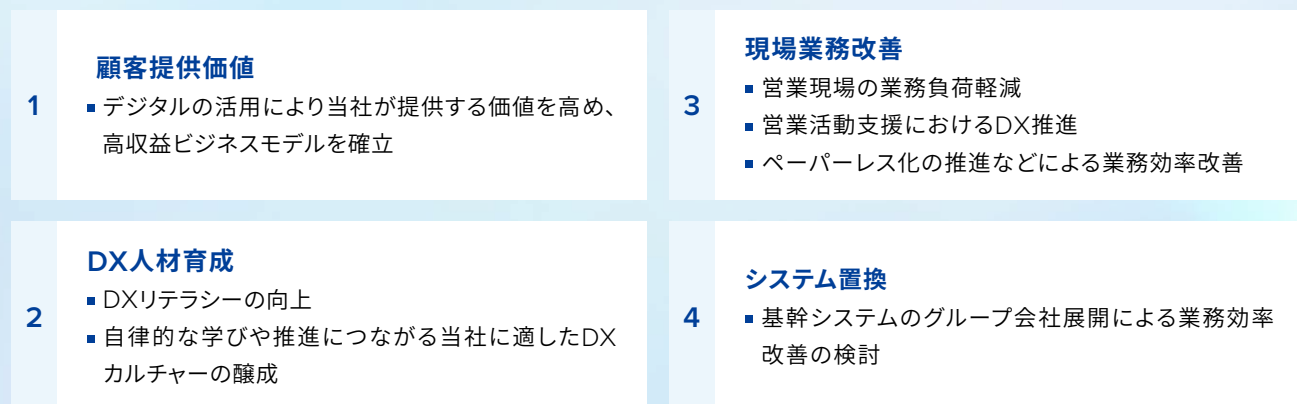 1
顧客提供価値
▪ デジタルの活用により当社が提供する価値を高め、
高収益ビジネスモデルを確立
2
DX人材育成
▪ DXリテラシーの向上
▪ 自律的な学びや推進につながる当社に適したDX
カルチャーの醸成
3
現場業務改善
▪ 営業現場の業務負荷軽減
▪ 営業活動支援におけるDX推進
▪ ペーパーレス化の推進などによる業務効率改善
4
システム置換
▪ 基幹システムのグループ会社展開による業務効率
改善の検討